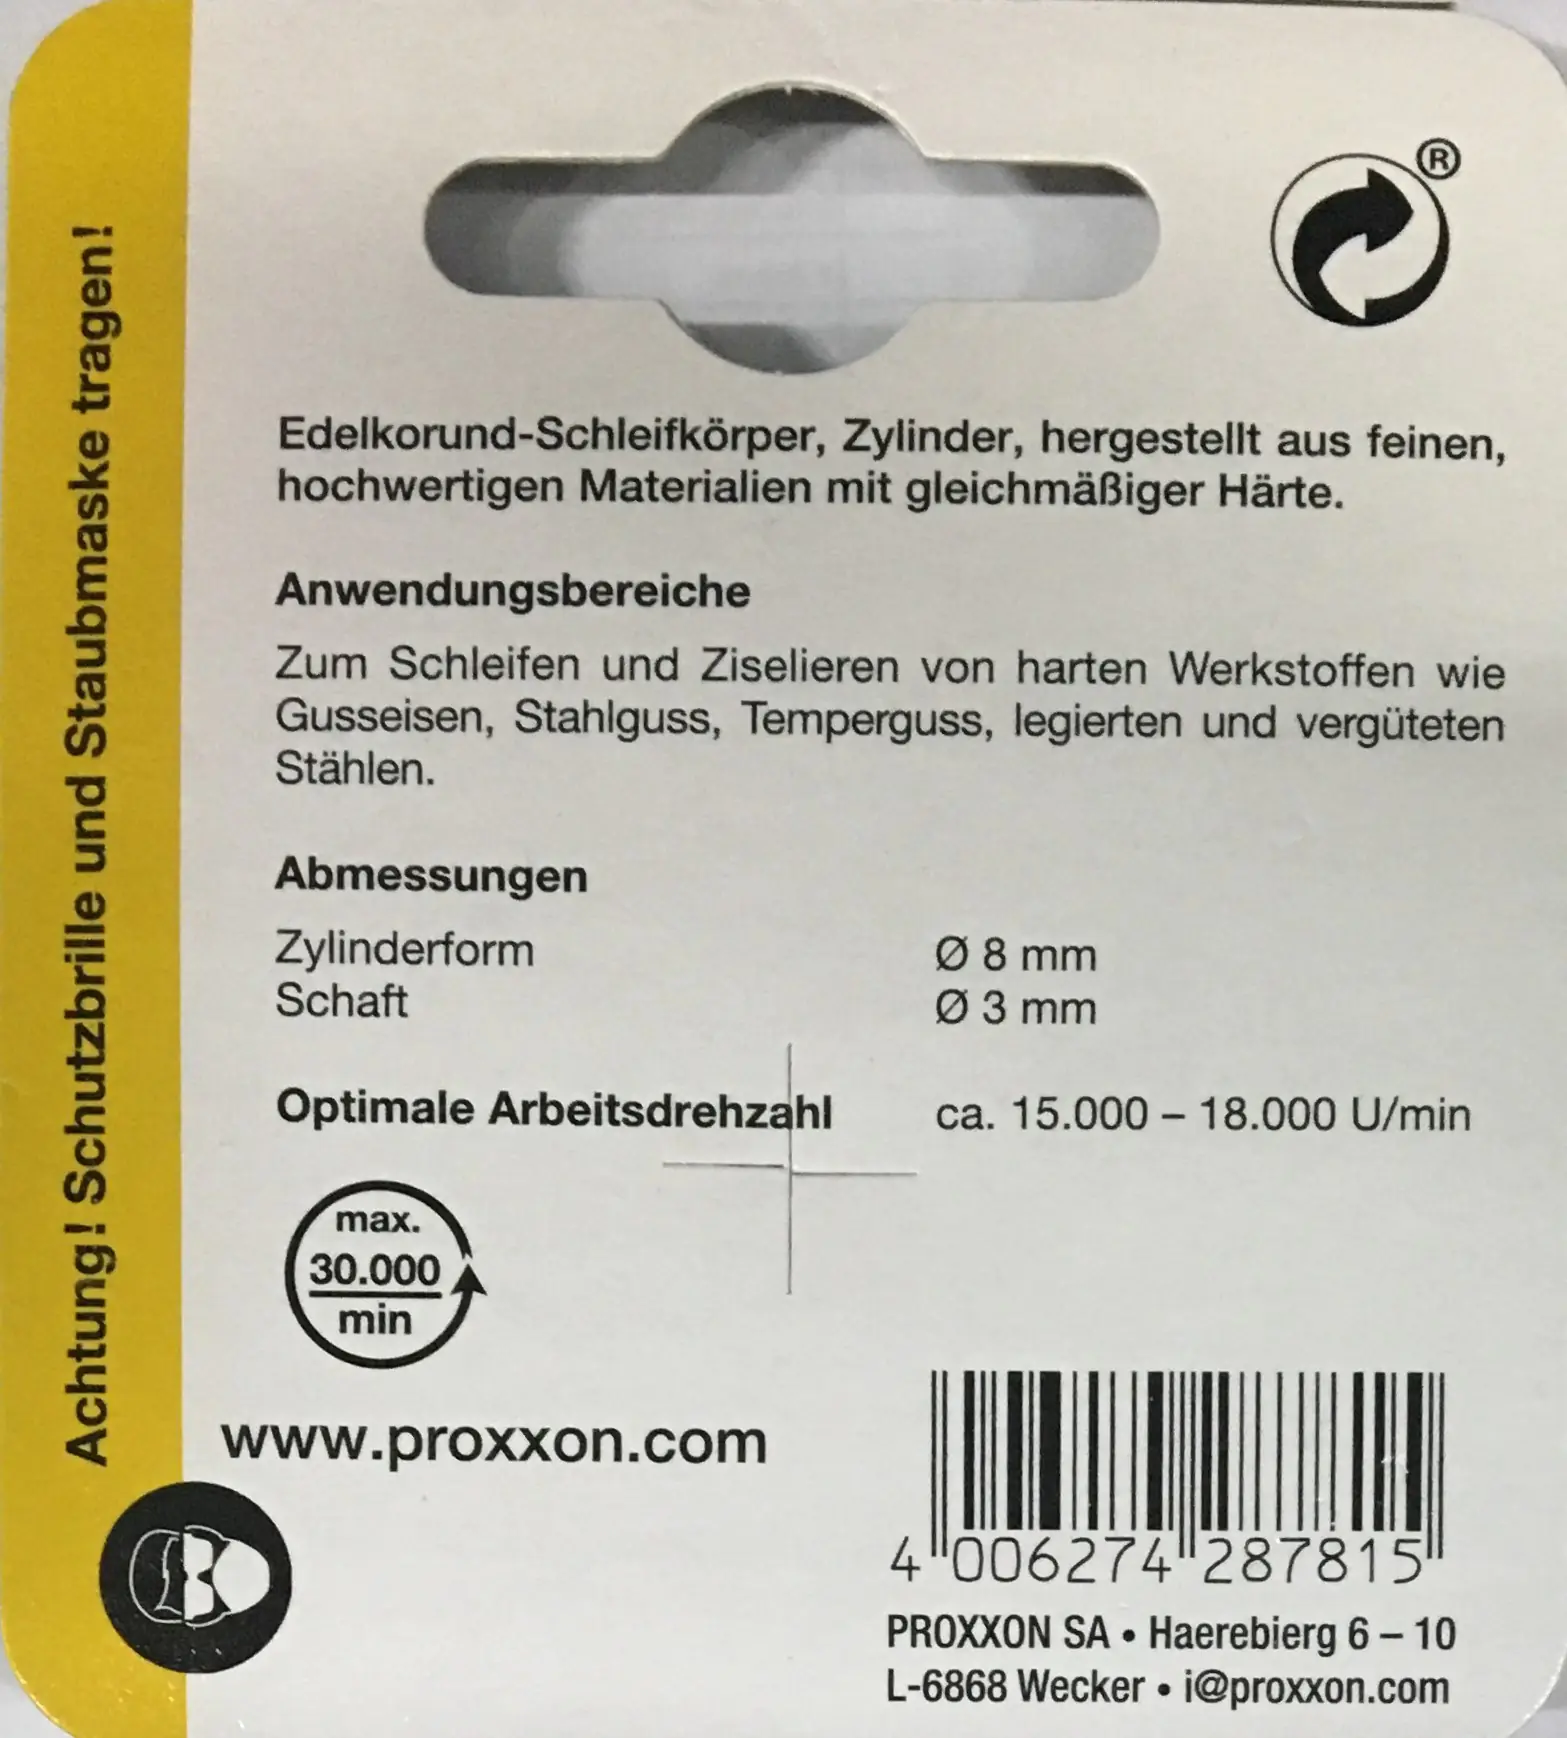 Achtung! Schutzbrille und Staubmaske tragen!
®
Edelkorund-Schleifkörper, Zylinder, hergestellt aus feinen,
hochwertigen Materialien mit gleichmäßiger Härte.
Anwendungsbereiche
Zum Schleifen und Ziselieren von harten Werkstoffen wie
Gusseisen, Stahlguss, Temperguss, legierten und vergüteten
Stählen.
Abmessungen
Zylinderform Ø 8 mm
Schaft Ø 3 mm
Optimale Arbeitsdrehzahl ca. 15.000 – 18.000 U/min
max.
30.000
min
www.proxxon.com
4 006274 287815
PROXXON SA • Haerebierg 6 – 10
L-6868 Wecker • i@proxxon.com